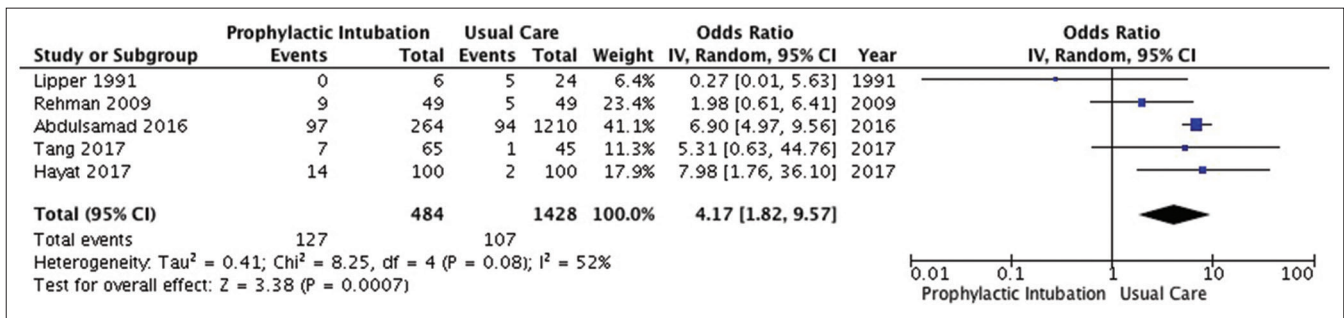 Prophylactic Intubation Usual Care Odds Ratio Odds Ratio
Study or Subgroup Events Total Events Total Weight IV, Random, 95% CI Year IV, Random, 95% CI
Lipper 1991 0 6 5 24 6.4% 0.27 [0.01, 5.63] 1991
Rehman 2009 9 49 5 49 23.4% 1.98 [0.61, 6.41] 2009
Abdulsamad 2016 97 264 94 1210 41.1% 6.90 [4.97, 9.56] 2016
Tang 2017 7 65 1 45 11.3% 5.31 [0.63, 44.76] 2017
Hayat 2017 14 100 2 100 17.9% 7.98 [1.76, 36.10] 2017
Total (95% CI) 484 1428 100.0% 4.17 [1.82, 9.57]
Total events 127 107
Heterogeneity: Tau² = 0.41; Chi² = 8.25, df = 4 (P = 0.08); I² = 52%
Test for overall effect: Z = 3.38 (P = 0.0007)
0.01 0.1 1 10 100
Prophylactic Intubation Usual Care